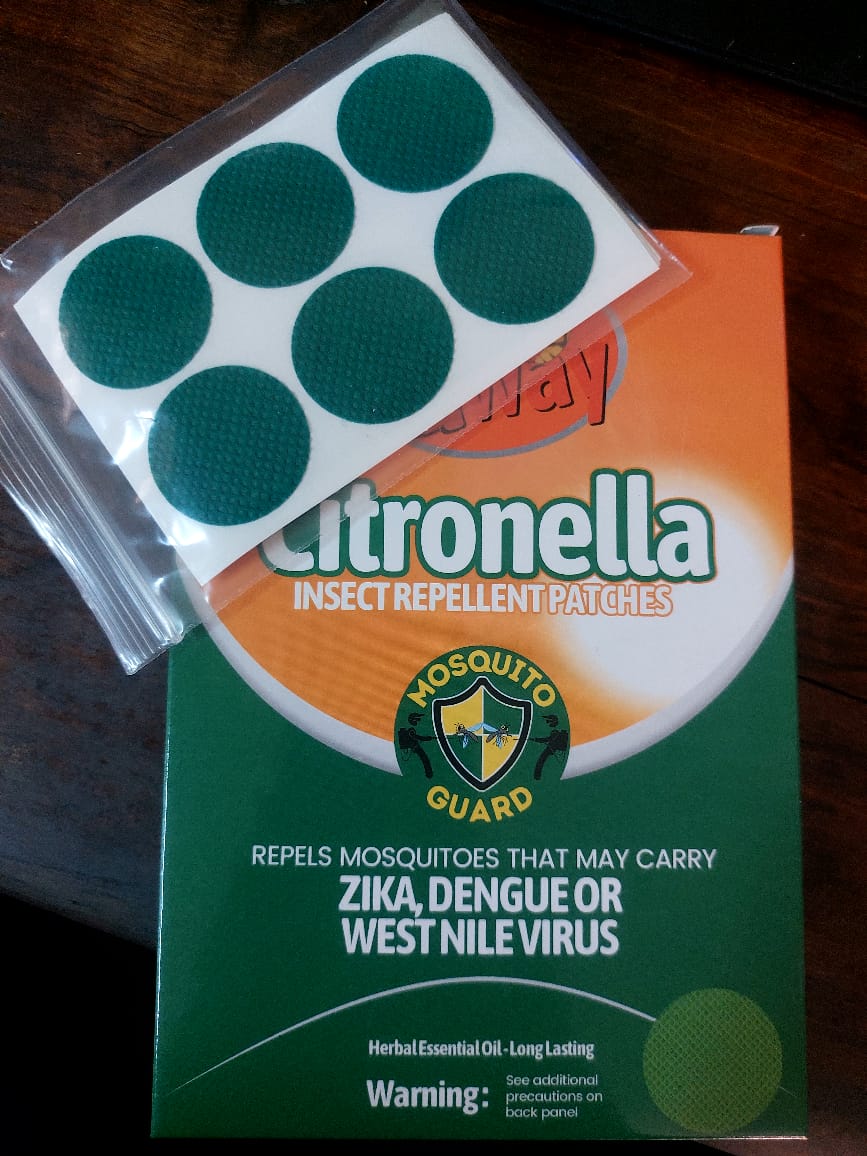 away
Citronella
INSECT REPELLENT PATCHES
MOSQUITO
GUARD
REPELS MOSQUITOES THAT MAY CARRY
ZIKA, DENGUE OR
WEST NILE VIRUS
Herbal Essential Oil - Long Lasting
Warning:
See additional
precautions on
back panel